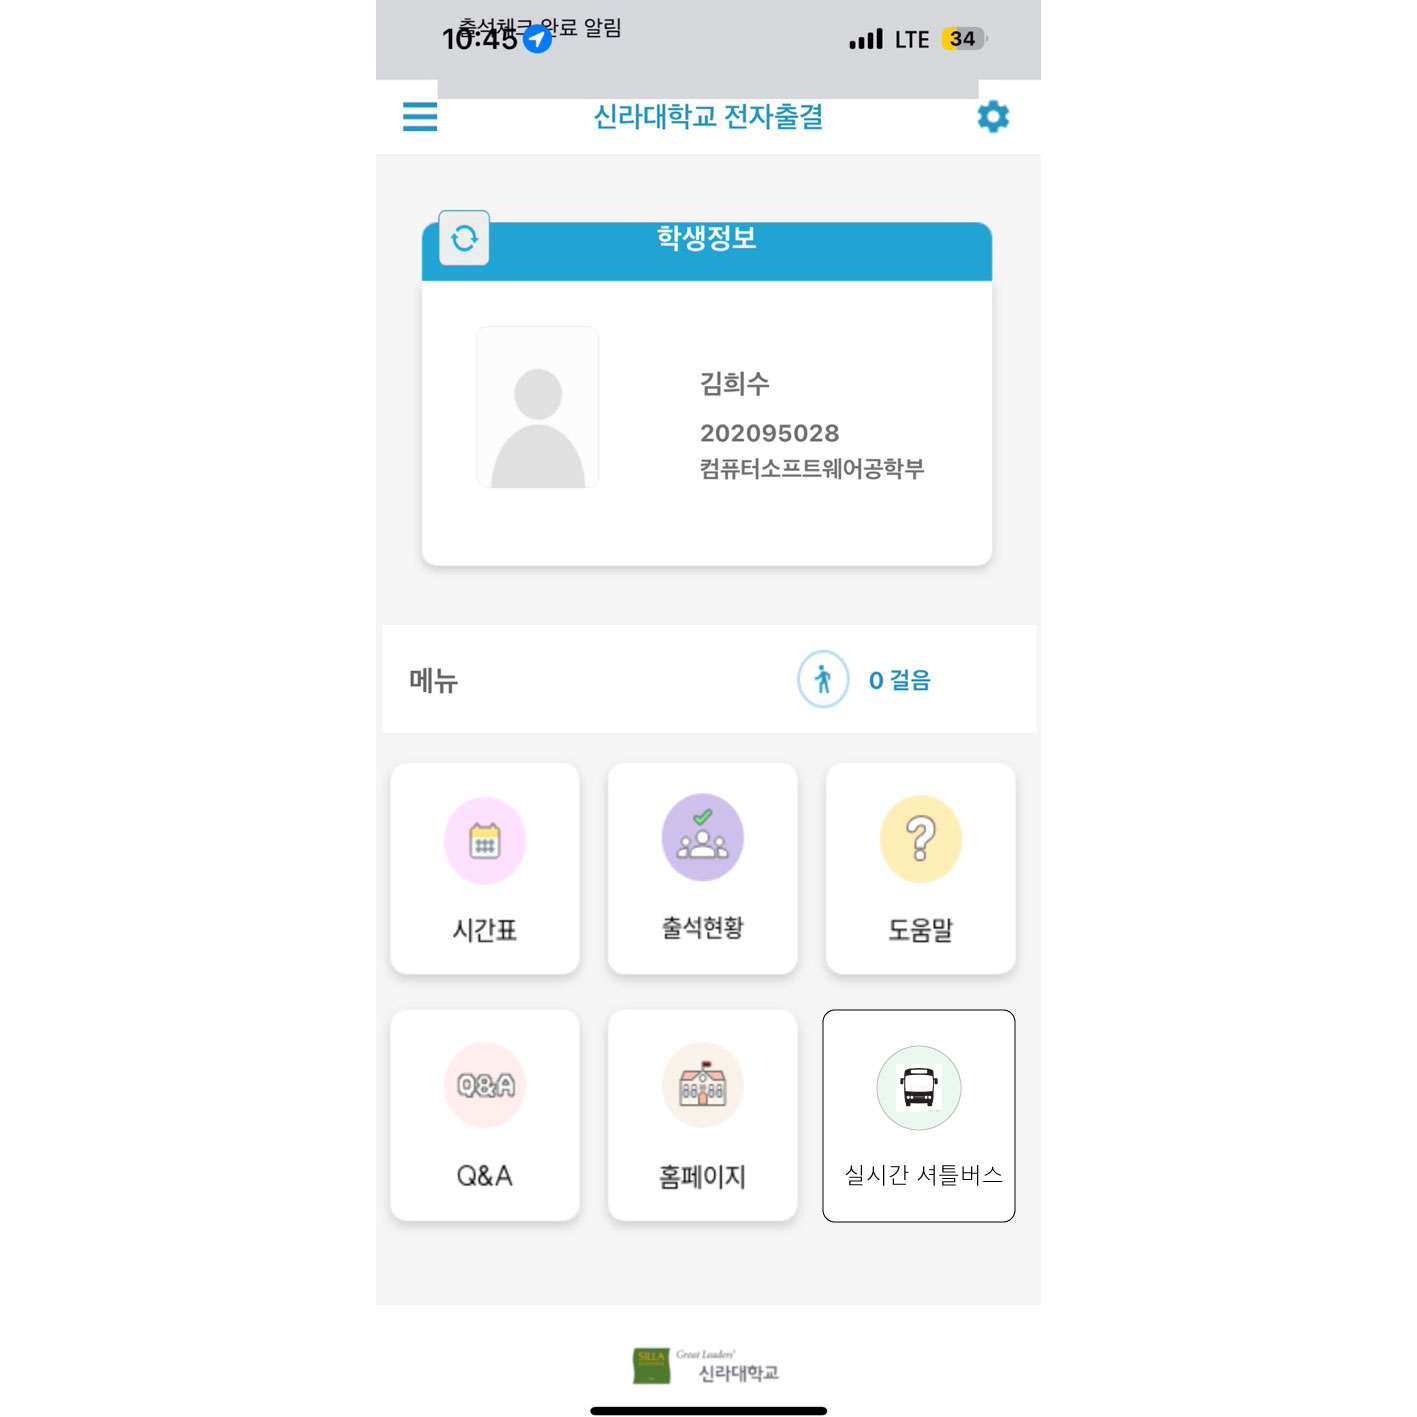 출석체크 완료 알림
10:45
LTE 34
신라대학교 전자출결
학생정보
김희수
202095028
컴퓨터소프트웨어공학부
메뉴
0 걸음
시간표
출석현황
도움말
Q&A
Q&A
홈페이지
실시간 셔틀버스
SILLA
Great Leaders'
신라대학교